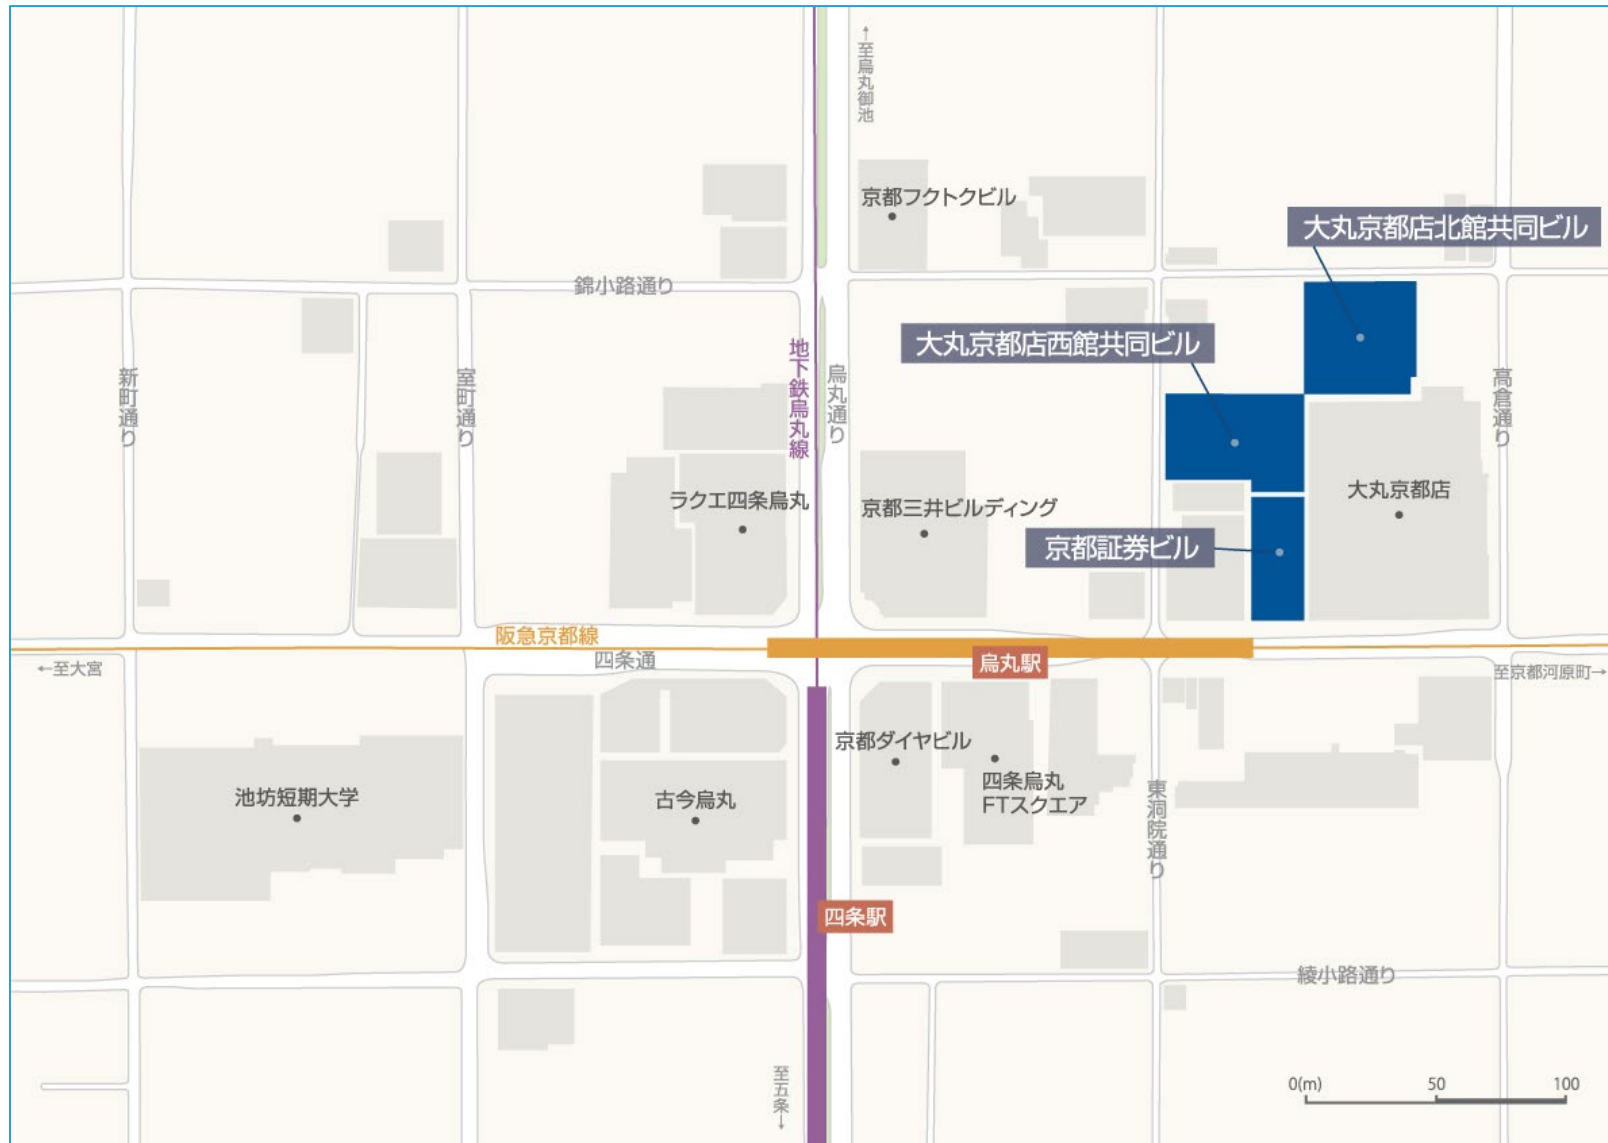 ←至烏丸御池
京都フクトクビル
大丸京都店北館共同ビル
錦小路通り
大丸京都店西館共同ビル
地下鉄烏丸線
烏丸通り
新町通り
室町通り
高倉通り
ラクエ四条烏丸
京都三井ビルディング
大丸京都店
京都証券ビル
阪急京都線
四条通
烏丸駅
←至大宮
至京都河原町→
京都ダイヤビル
四条烏丸
FTスクエア
池坊短期大学
古今烏丸
東洞院通り
四条駅
綾小路通り
至五条→
0(m)
50
100